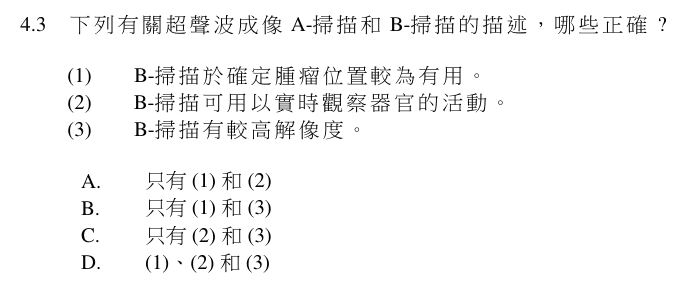 4.3 下列有關超聲波成像 A-掃描和 B-掃描的描述，哪些正確？
(1) B-掃描於確定腫瘤位置較為有用。
(2) B-掃描可用以實時觀察器官的活動。
(3) B-掃描有較高解像度。
A. 只有 (1) 和 (2)
B. 只有 (1) 和 (3)
C. 只有 (2) 和 (3)
D. (1)、(2) 和 (3)